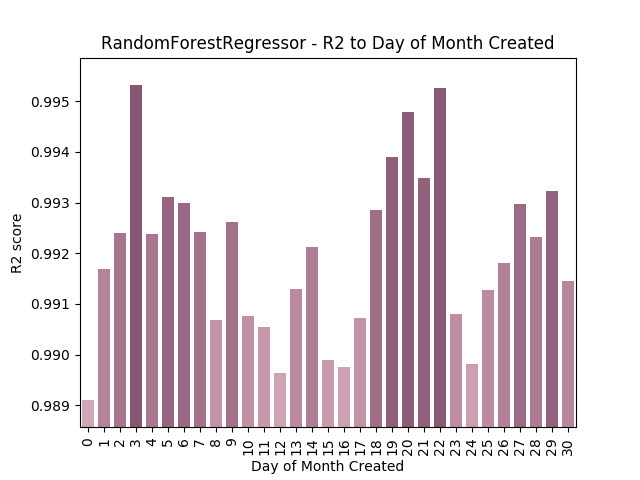 RandomForestRegressor - R2 to Day of Month Created
R2 score
0.995
0.994
0.993
0.992
0.991
0.990
0.989
0 1 2 3 4 5 6 7 8 9 10 11 12 13 14 15 16 17 18 19 20 21 22 23 24 25 26 27 28 29 30
Day of Month Created